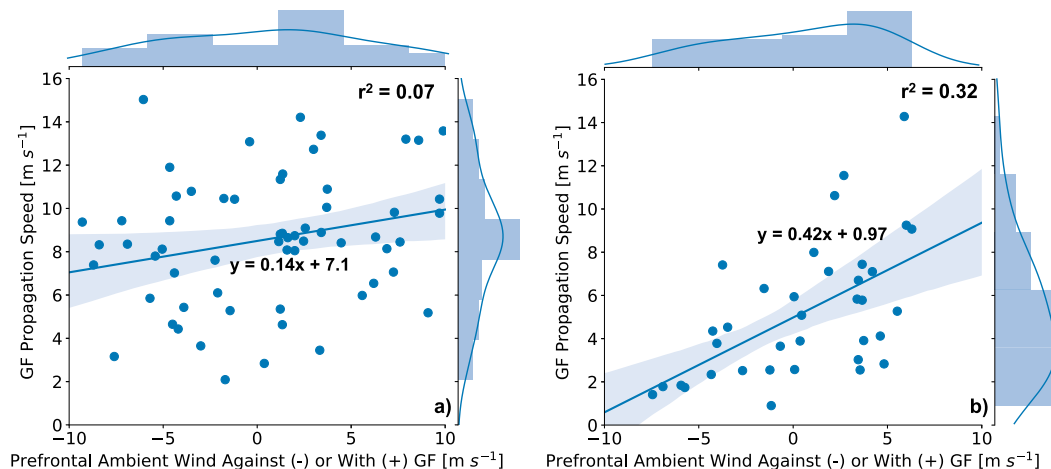 16
14
12
10
8
6
4
2
0
GF Propagation Speed [m s⁻¹]
r² = 0.07
y = 0.14x + 7.1
a)
−10
−5
0
5
10
Prefrontal Ambient Wind Against (-) or With (+) GF [m s⁻¹]
16
14
12
10
8
6
4
2
0
GF Propagation Speed [m s⁻¹]
r² = 0.32
y = 0.42x + 0.97
b)
−10
−5
0
5
10
Prefrontal Ambient Wind Against (-) or With (+) GF [m s⁻¹]